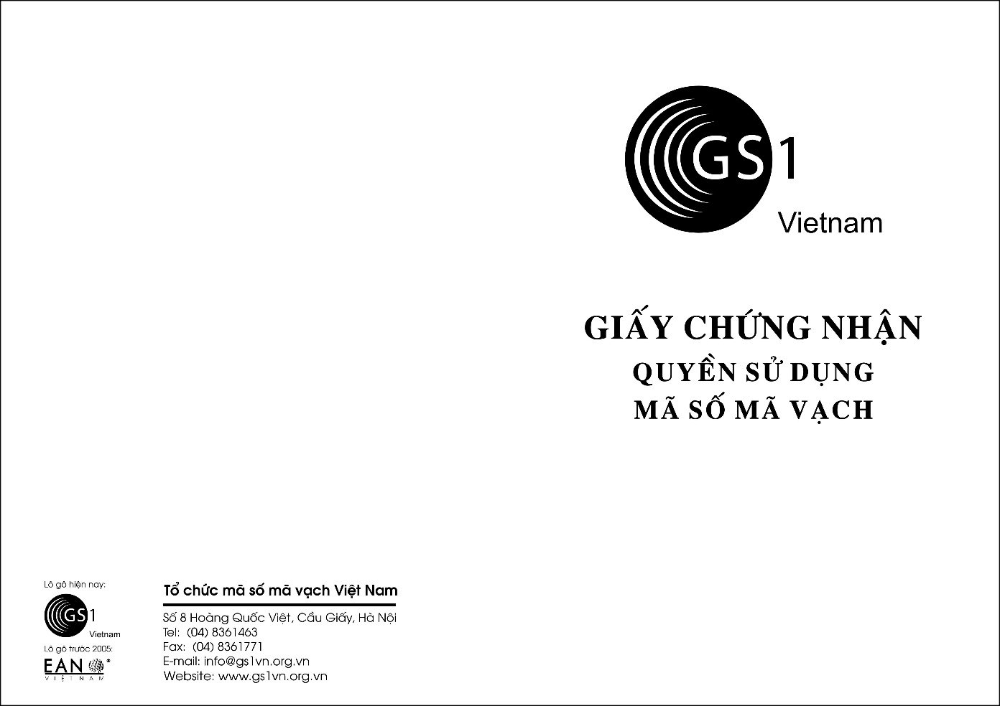 GS1
Vietnam
GIẤY CHỨNG NHẬN
QUYỀN SỬ DỤNG
MÃ SỐ MÃ VẠCH
Lô gô hiện nay:
GS1
Vietnam
Lô gô trước 2005:
EAN
VIỆTNAM
Tổ chức mã số mã vạch Việt Nam
Số 8 Hoàng Quốc Việt, Cầu Giấy, Hà Nội
Tel: (04) 8361463
Fax: (04) 8361771
E-mail: info@gs1vn.org.vn
Website: www.gs1vn.org.vn